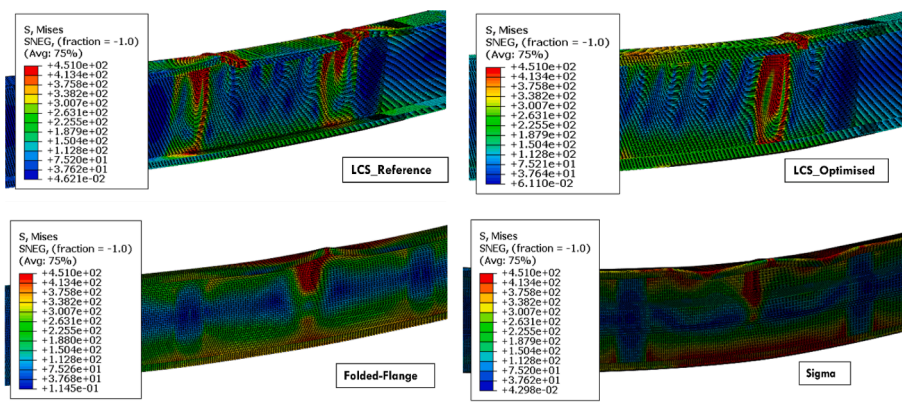 S, Mises
SNEG, (fraction = -1.0)
(Avg: 75%)
+4.510e+02
+4.134e+02
+3.758e+02
+3.382e+02
+3.007e+02
+2.631e+02
+2.255e+02
+1.879e+02
+1.504e+02
+1.128e+02
+7.520e+01
+3.762e+01
+4.621e-02
LCS_Reference
S, Mises
SNEG, (fraction = -1.0)
(Avg: 75%)
+4.510e+02
+4.134e+02
+3.758e+02
+3.382e+02
+3.007e+02
+2.631e+02
+2.255e+02
+1.879e+02
+1.504e+02
+1.128e+02
+7.521e+01
+3.764e+01
+6.110e-02
LCS_Optimised
S, Mises
SNEG, (fraction = -1.0)
(Avg: 75%)
+4.510e+02
+4.134e+02
+3.758e+02
+3.382e+02
+3.007e+02
+2.631e+02
+2.255e+02
+1.880e+02
+1.504e+02
+1.128e+02
+7.526e+01
+3.768e+01
+1.145e-01
Folded-Flange
S, Mises
SNEG, (fraction = -1.0)
(Avg: 75%)
+4.510e+02
+4.134e+02
+3.758e+02
+3.382e+02
+3.007e+02
+2.631e+02
+2.255e+02
+1.879e+02
+1.504e+02
+1.128e+02
+7.520e+01
+3.762e+01
+4.298e-02
Sigma